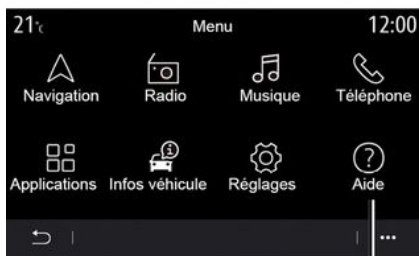 21°c Menu 12:00
Navigation Radio Musique Téléphone
Applications Infos véhicule Réglages Aide